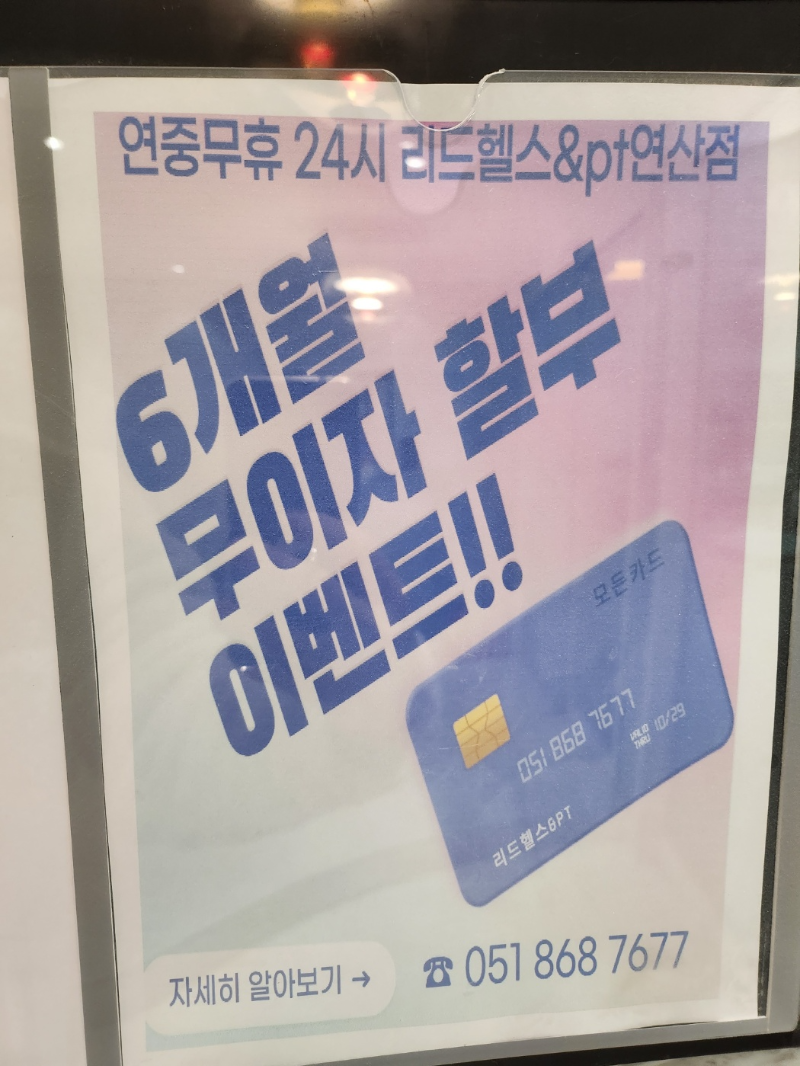 연중무휴 24시 리드헬스&pt연산점
6개월
무이자 할부
이벤트!!
모든카드
051 868 7677
VALID
THRU 10/29
리드헬스&PT
자세히 알아보기 →
☎ 051 868 7677